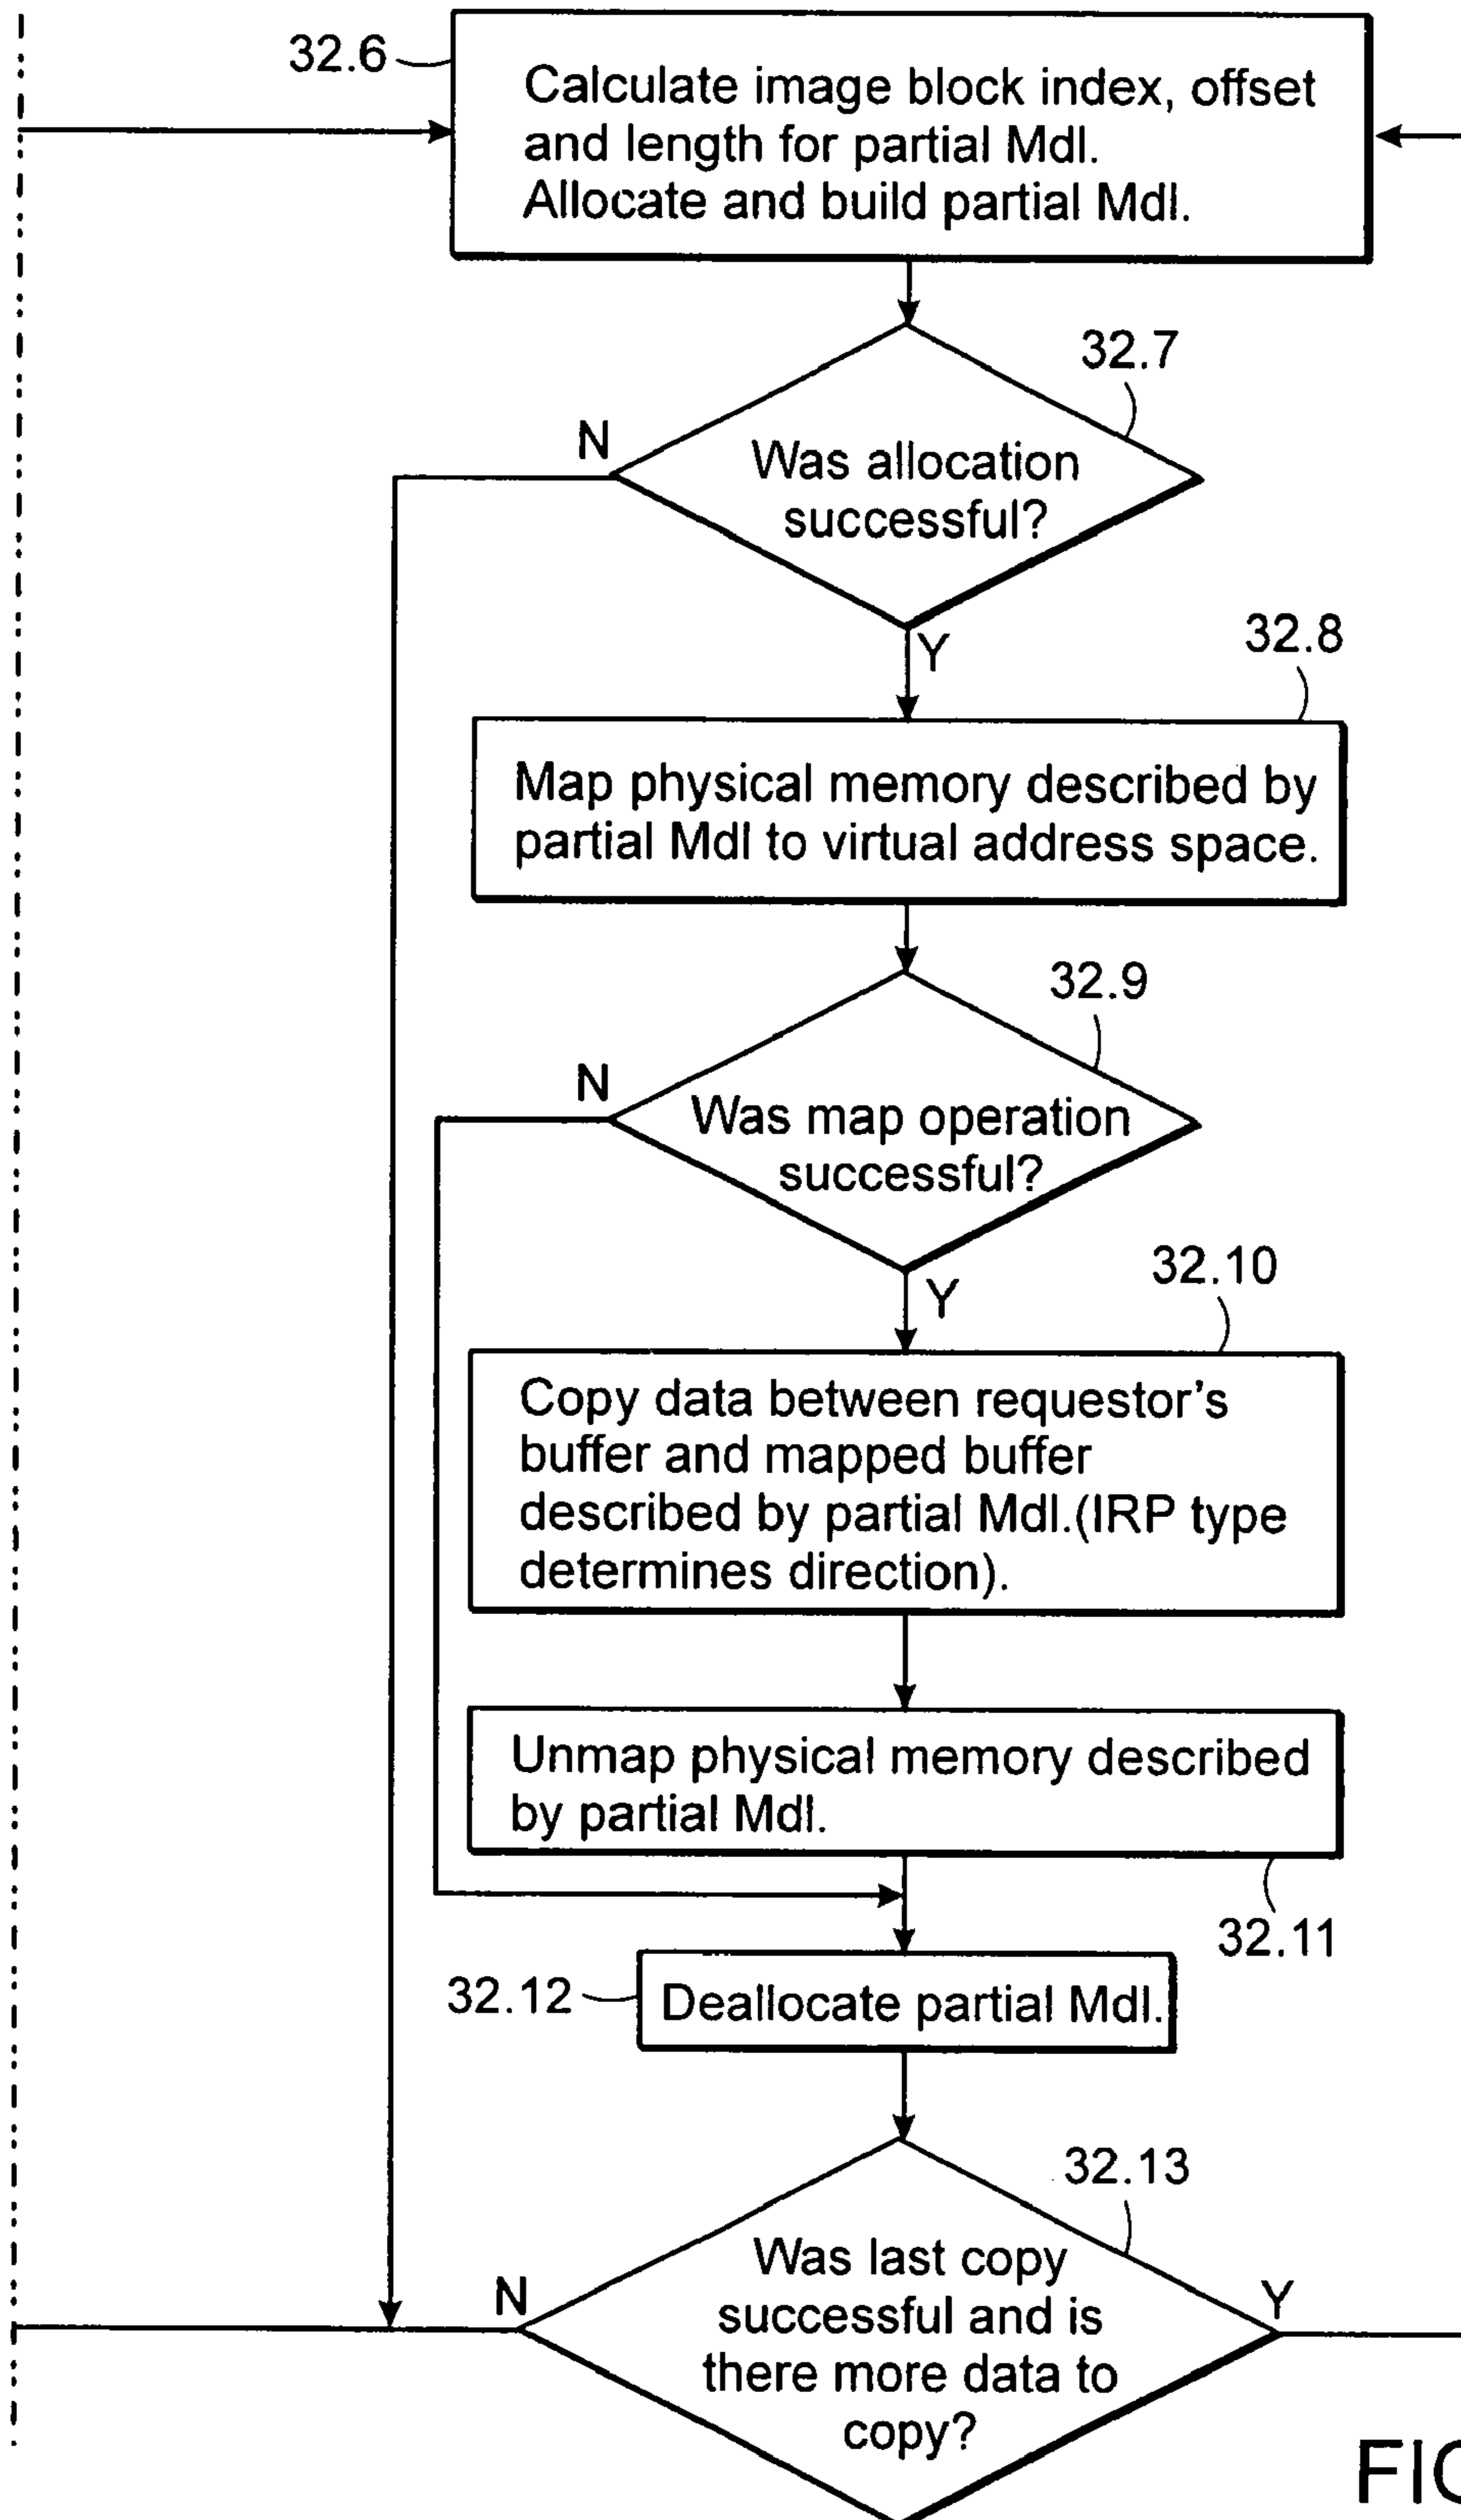 32.6
Calculate image block index, offset
and length for partial Mdl.
Allocate and build partial Mdl.
32.7
N
Was allocation
successful?
Y
32.8
Map physical memory described by
partial Mdl to virtual address space.
32.9
N
Was map operation
successful?
Y
32.10
Copy data between requestor's
buffer and mapped buffer
described by partial Mdl.(IRP type
determines direction).
Unmap physical memory described
by partial Mdl.
32.11
32.12
Deallocate partial Mdl.
32.13
N
Was last copy
successful and is
there more data to
copy?
Y